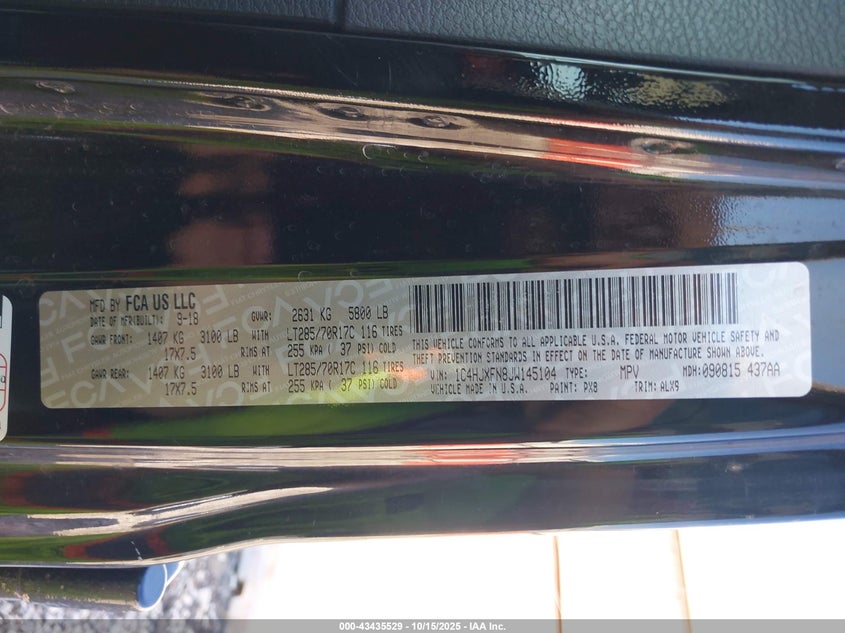 MFD BY FCA US LLC
DATE OF MFR(BUILT): 9-18 GVWR: 2631 KG 5800 LB
GAWR FRONT: 1407 KG 3100 LB WITH LT285/70R17C 116 TIRES
17X7.5 RIMS AT 255 KPA ( 37 PSI) COLD
GAWR REAR: 1407 KG 3100 LB WITH LT285/70R17C 116 TIRES
17X7.5 RIMS AT 255 KPA ( 37 PSI) COLD
THIS VEHICLE CONFORMS TO ALL APPLICABLE U.S.A. FEDERAL MOTOR VEHICLE SAFETY AND
THEFT PREVENTION STANDARDS IN EFFECT ON THE DATE OF MANUFACTURE SHOWN ABOVE.
VIN: 1C4HJXFN8JW145104 TYPE: MPV MDH:090815 437AA
MADE IN U.S.A. PAINT: PX8 TRIM: ALX9
000-43435529 - 10/15/2025 - IAA Inc.